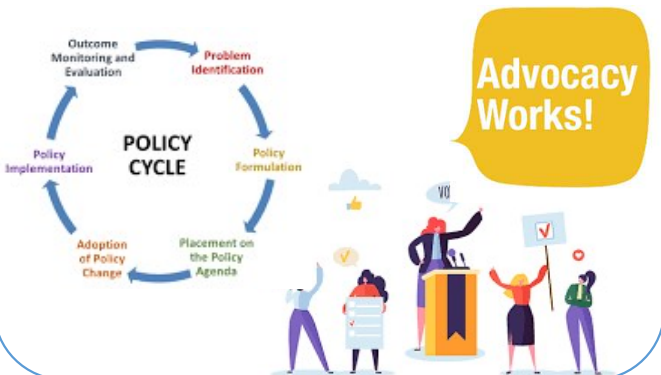 Outcome
Monitoring and
Evaluation
Problem
Identification
POLICY
CYCLE
Policy
Formulation
Policy
Implementation
Placement on
the Policy
Agenda
Adoption
of Policy
Change
Advocacy
Works!